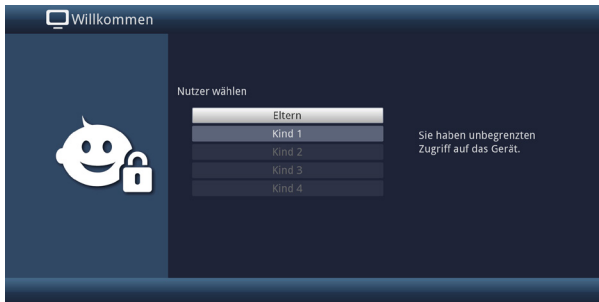 Willkommen
Nutzer wählen
Eltern
Kind 1
Kind 2
Kind 3
Kind 4
Sie haben unbegrenzten
Zugriff auf das Gerät.